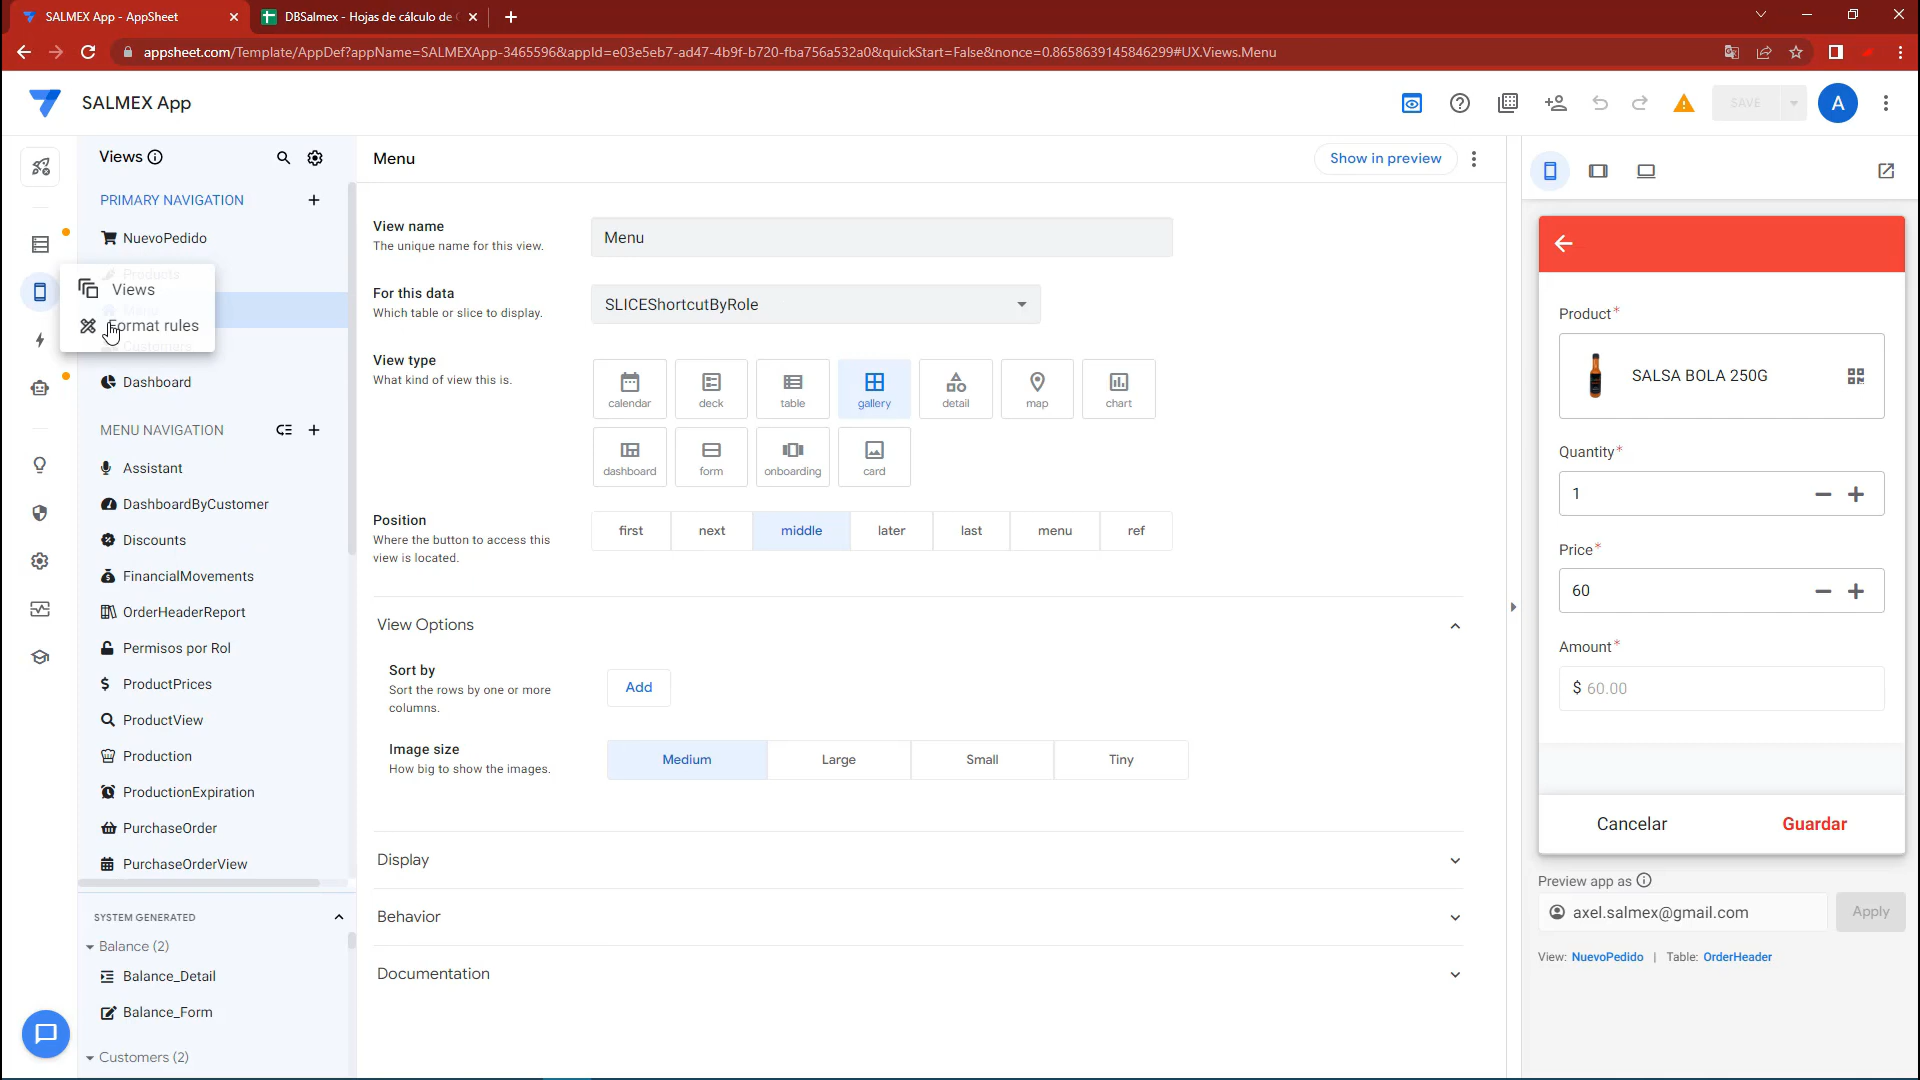 SALMEX App - AppSheet
DBSalmex - Hojas de cálculo de
appsheet.com/Template/AppDef?appName=SALMEXApp-3465596&appId=e03e5eb7-ad47-4b9f-b720-fba756a532a0&quickStart=False&nonce=0.8658639145846299#UX.Views.Menu
SALMEX App
SAVE
A
Views
PRIMARY NAVIGATION
NuevoPedido
Products
Views
Format rules
Customers
Dashboard
MENU NAVIGATION
Assistant
DashboardByCustomer
Discounts
FinancialMovements
OrderHeaderReport
Permisos por Rol
ProductPrices
ProductView
Production
ProductionExpiration
PurchaseOrder
PurchaseOrderView
SYSTEM GENERATED
Balance (2)
Balance_Detail
Balance_Form
Customers (2)
Menu
Show in preview
View name
The unique name for this view.
Menu
For this data
Which table or slice to display.
SLICEShortcutByRole
View type
What kind of view this is.
calendar
deck
table
gallery
detail
map
chart
dashboard
form
onboarding
card
Position
Where the button to access this
view is located.
first
next
middle
later
last
menu
ref
View Options
Sort by
Sort the rows by one or more
columns.
Add
Image size
How big to show the images.
Medium
Large
Small
Tiny
Display
Behavior
Documentation
Product*
SALSA BOLA 250G
Quantity*
1
Price*
60
Amount*
$ 60.00
Cancelar
Guardar
Preview app as
axel.salmex@gmail.com
Apply
View: NuevoPedido | Table: OrderHeader